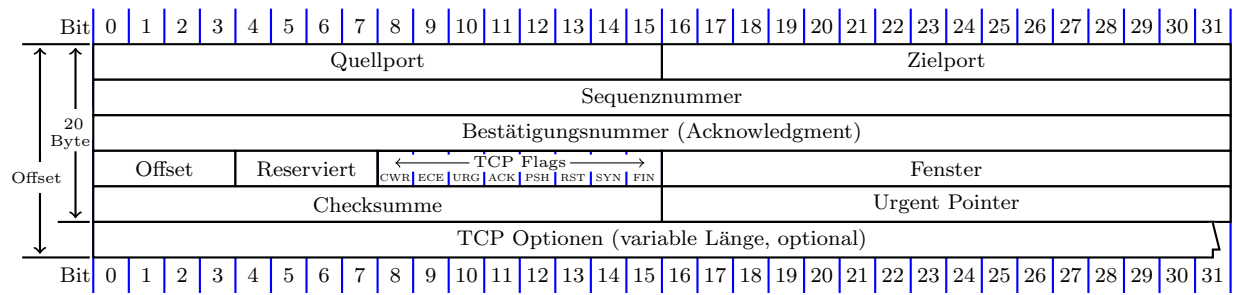 Bit 0 1 2 3 4 5 6 7 8 9 10 11 12 13 14 15 16 17 18 19 20 21 22 23 24 25 26 27 28 29 30 31
Quellport Zielport
Sequenznummer
20
Byte
Bestätigungsnummer (Acknowledgment)
Offset
Offset Reserviert TCP Flags Fenster
CWR ECE URG ACK PSH RST SYN FIN
Checksumme Urgent Pointer
TCP Optionen (variable Länge, optional)
Bit 0 1 2 3 4 5 6 7 8 9 10 11 12 13 14 15 16 17 18 19 20 21 22 23 24 25 26 27 28 29 30 31